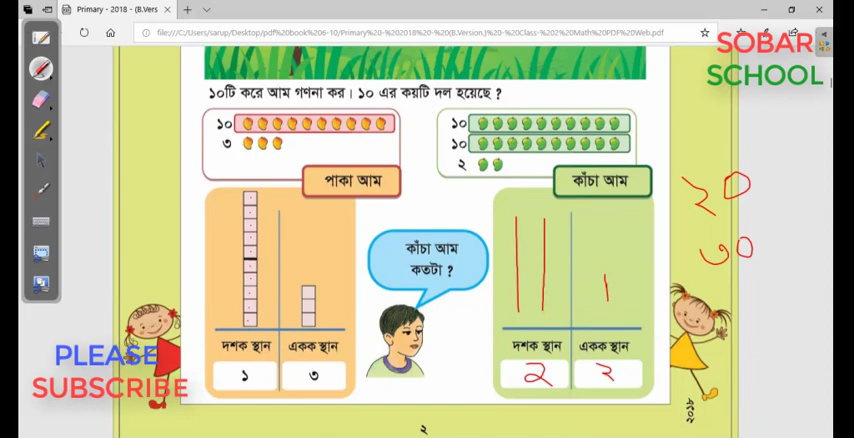 Primary - 2018 - (B.Vers
file:///C:/Users/sarup/Desktop/pdf%20book%206-10/Primary%20-%202018%20-%20(B.Version.)%20-%20Class-%202%20Math%20PDF%20Web.pdf
SOBAR
SCHOOL
১০টি করে আম গণনা কর। ১০ এর কয়টি দল হয়েছে ?
১০
৩
পাকা আম
১০
১০
২
কাঁচা আম
২০
৩০
কাঁচা আম
কতটা ?
দশক স্থান একক স্থান
১ ৩
দশক স্থান একক স্থান
২ ২
PLEASE
SUBSCRIBE
২০১৮
২